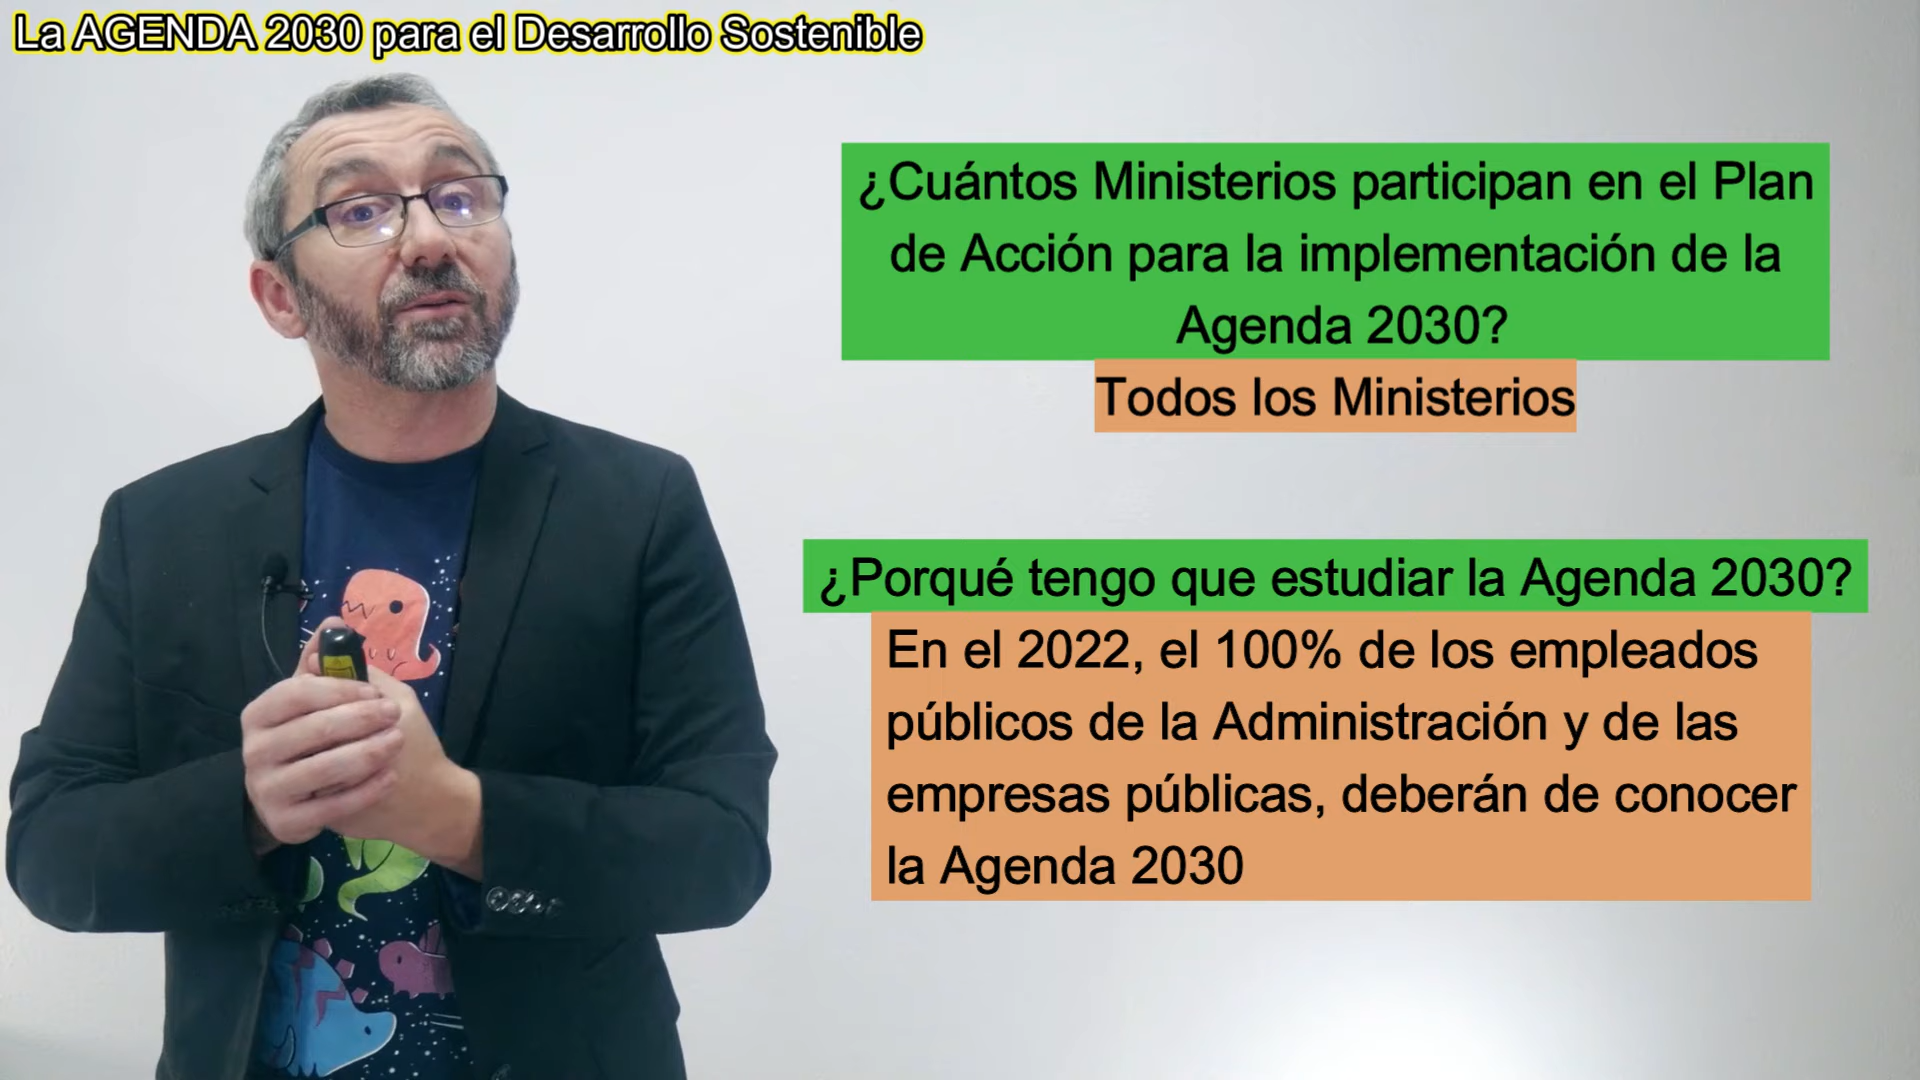 La AGENDA 2030 para el Desarrollo Sostenible
¿Cuántos Ministerios participan en el Plan
de Acción para la implementación de la
Agenda 2030?
Todos los Ministerios
¿Porqué tengo que estudiar la Agenda 2030?
En el 2022, el 100% de los empleados
públicos de la Administración y de las
empresas públicas, deberán de conocer
la Agenda 2030